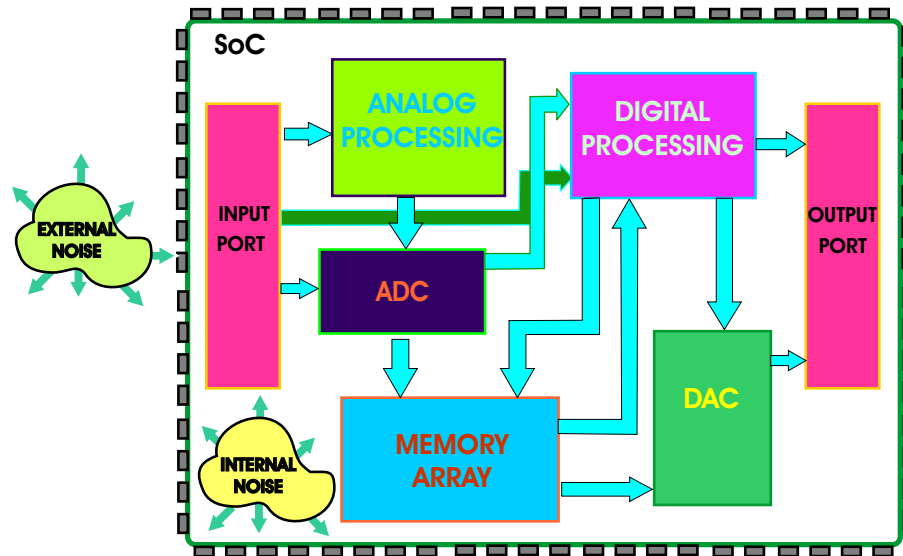 SoC
ANALOG
PROCESSING
DIGITAL
PROCESSING
INPUT
PORT
OUTPUT
PORT
EXTERNAL
NOISE
ADC
DAC
MEMORY
ARRAY
INTERNAL
NOISE